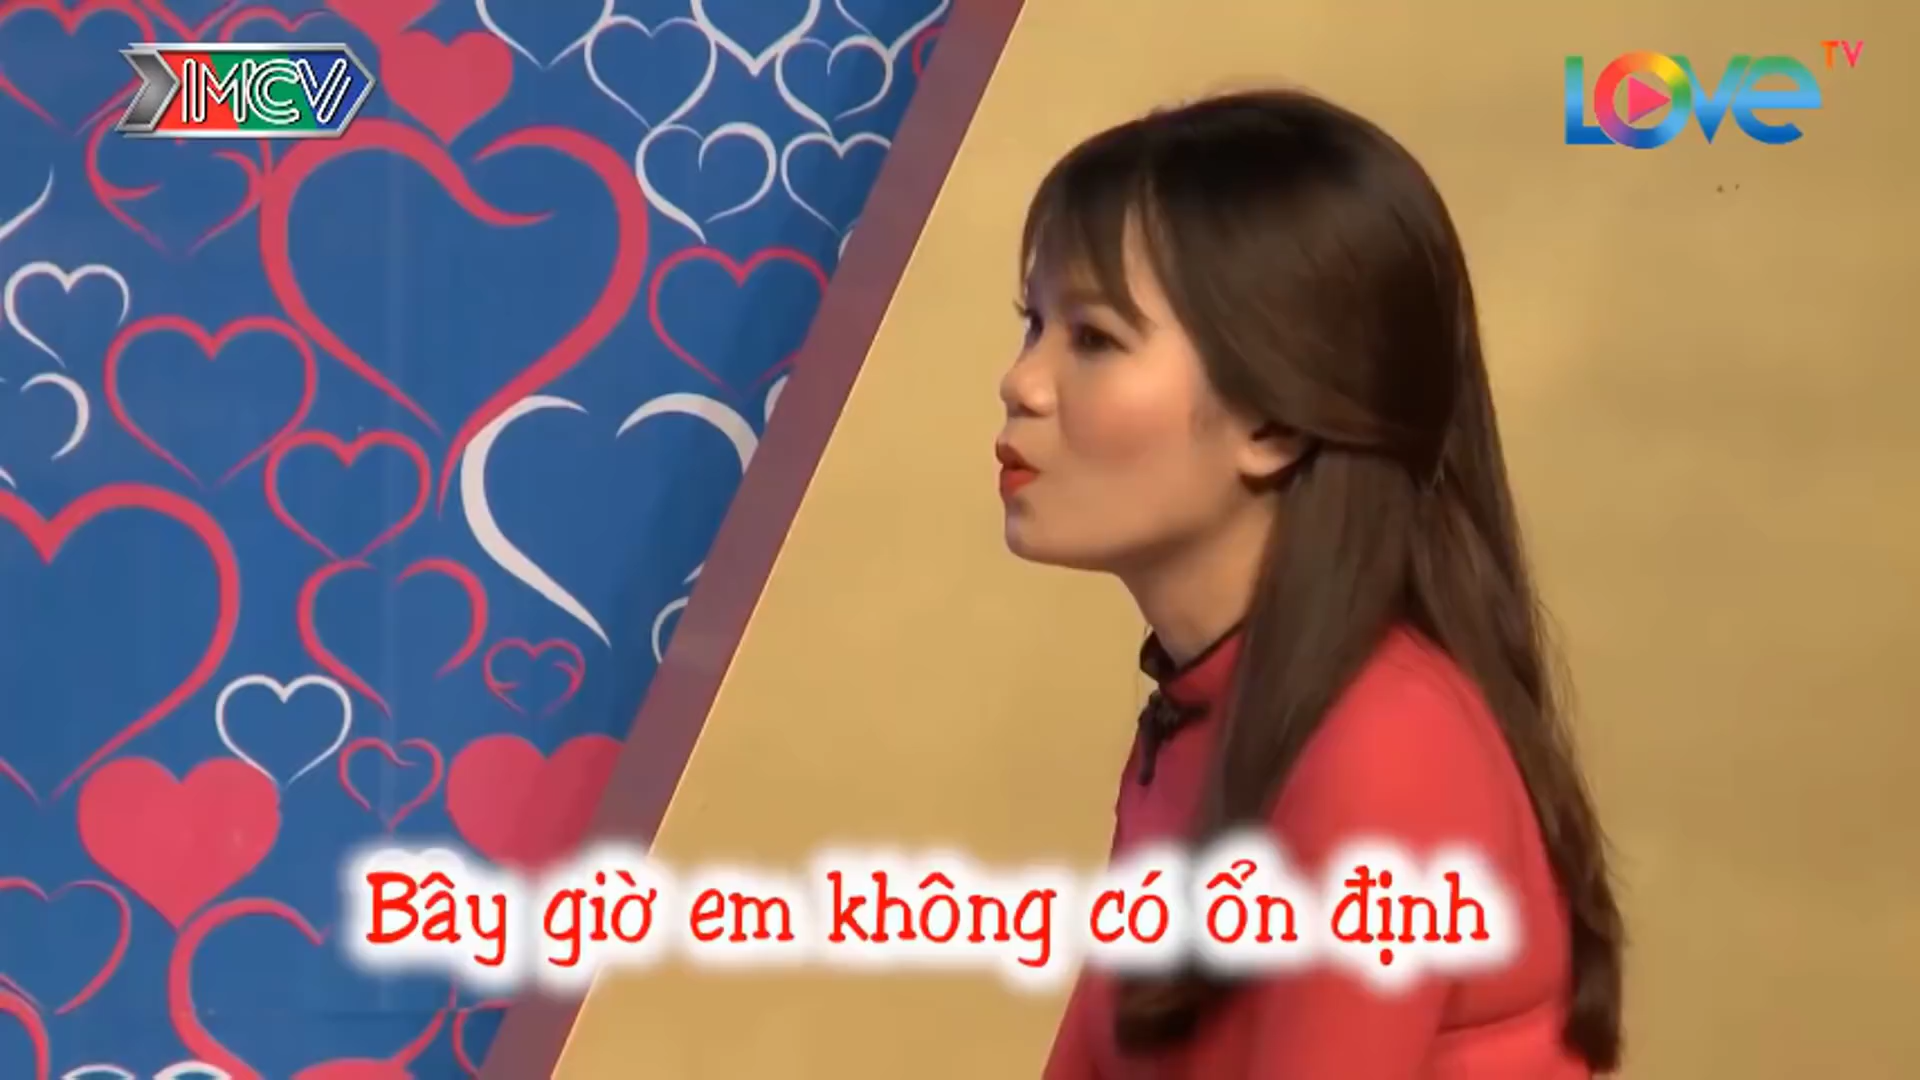 MCV
LOVE TV
Bây giờ em không có ổn định